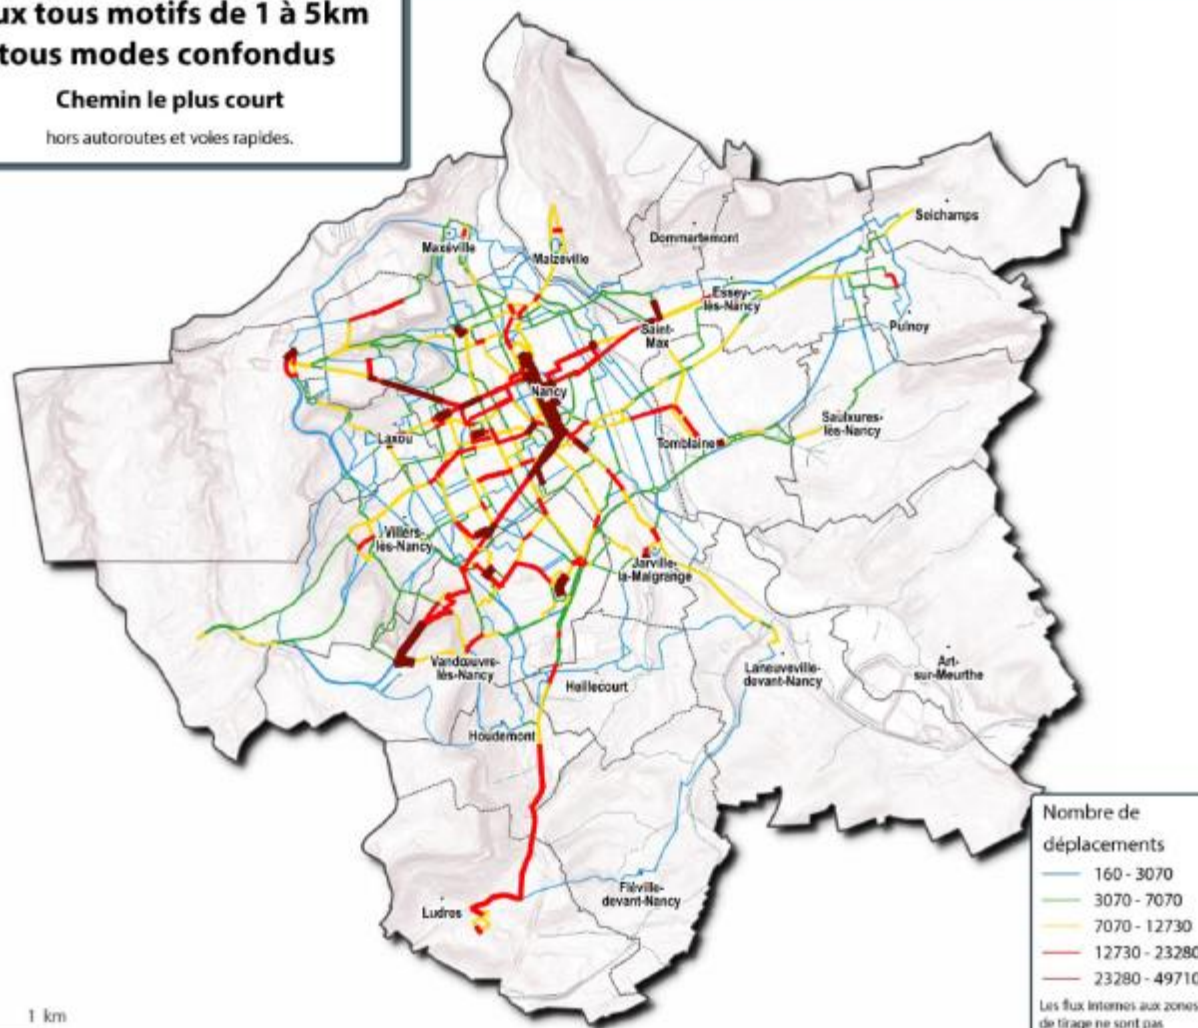 ux tous motifs de 1 à 5km
tous modes confondus
Chemin le plus court
hors autoroutes et voies rapides.
Seichamps
Dommartemont
Maxéville
Malzéville
Essey-
lès-Nancy
Pulnoy
Saint-
Max
Nancy
Saulxures-
lès-Nancy
Laxou
Tomblaine
Villers-
lès-Nancy
Jarville-
la-Malgrange
Vandœuvre-
lès-Nancy
Heillecourt
Laneuveville-
devant-Nancy
Art-
sur-Meurthe
Houdemont
Fléville-
devant-Nancy
Ludres
Nombre de
déplacements
160 - 3070
3070 - 7070
7070 - 12730
12730 - 23280
23280 - 49710
Les flux internes aux zones
de tirage ne sont pas
1 km